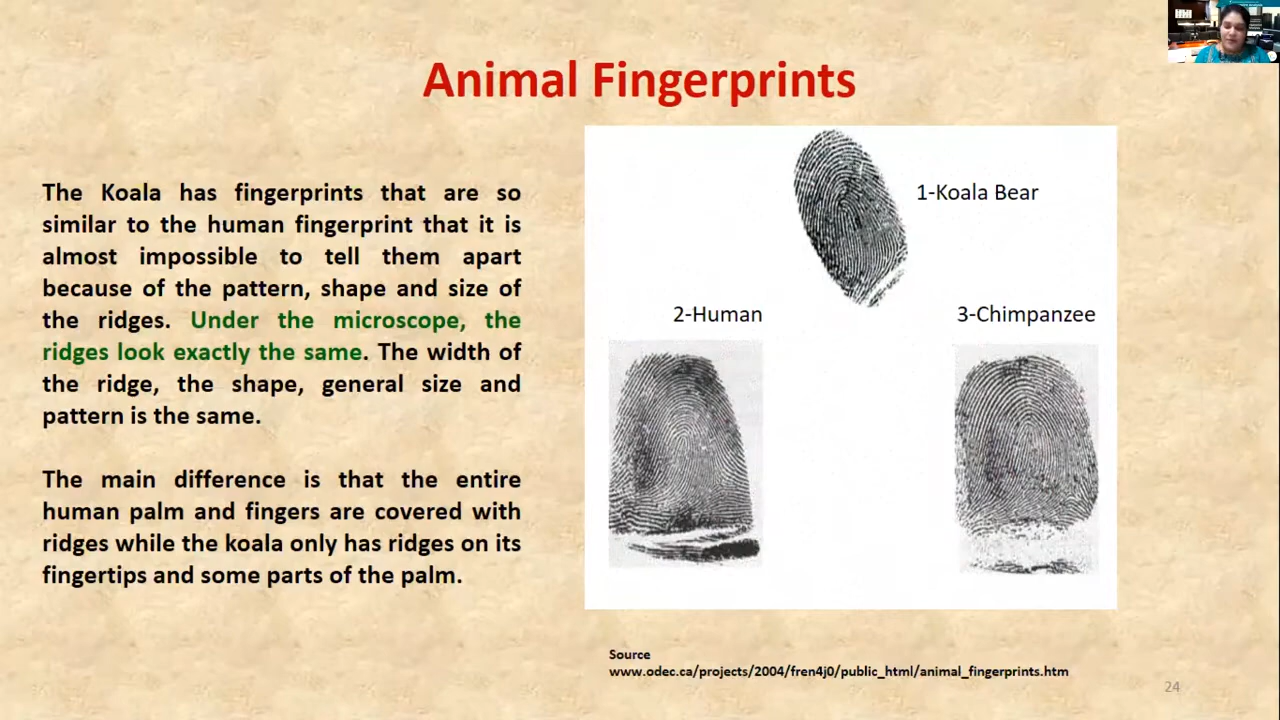 Animal Fingerprints
The Koala has fingerprints that are so
similar to the human fingerprint that it is
almost impossible to tell them apart
because of the pattern, shape and size of
the ridges. Under the microscope, the
ridges look exactly the same. The width of
the ridge, the shape, general size and
pattern is the same.
The main difference is that the entire
human palm and fingers are covered with
ridges while the koala only has ridges on its
fingertips and some parts of the palm.
1-Koala Bear
2-Human
3-Chimpanzee
Source
www.odec.ca/projects/2004/fren4j0/public_html/animal_fingerprints.htm
24